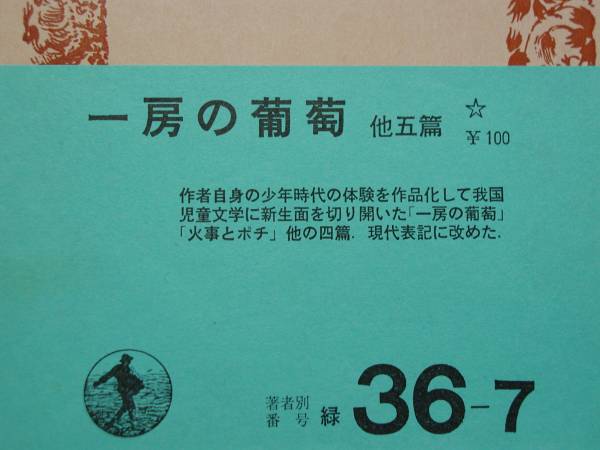 一房の葡萄 他五篇 ☆
¥100
作者自身の少年時代の体験を作品化して我国
児童文学に新生面を切り開いた「一房の葡萄」
「火事とポチ」他の四篇. 現代表記に改めた.
著者別
番号 緑 36-7